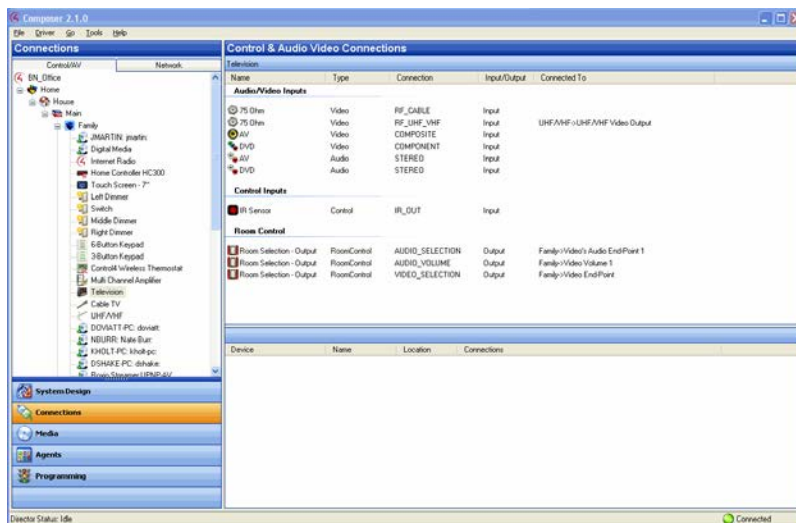 Composer 2.1.0
File Driver Go Tools Help
Connections
Control/AV Network
BN_Office
Home
House
Main
Family
JMARTIN: jmartin
Digital Media
Internet Radio
Home Controller HC300
Touch Screen - 7"
Left Dimmer
Switch
Middle Dimmer
Right Dimmer
6-Button Keypad
3-Button Keypad
Control4 Wireless Thermostat
Multi Channel Amplifier
Television
Cable TV
UHF/VHF
DOVIATT-PC: doviatt
NBURR: Nate Burr
KHOLT-PC: kholt-pc
DSHAKE-PC: dshake
Roxio Streamer UPNP-AV
System Design
Connections
Media
Agents
Programming
Control & Audio Video Connections
Television
Name Type Connection Input/Output Connected To
Audio/Video Inputs
75 Ohm Video RF_CABLE Input
75 Ohm Video RF_UHF_VHF Input UHF/VHF->UHF/VHF Video Output
AV Video COMPOSITE Input
DVD Video COMPONENT Input
AV Audio STEREO Input
DVD Audio STEREO Input
Control Inputs
IR Sensor Control IR_OUT Input
Room Control
Room Selection - Output RoomControl AUDIO_SELECTION Output Family->Video's Audio End-Point 1
Room Selection - Output RoomControl AUDIO_VOLUME Output Family->Video Volume 1
Room Selection - Output RoomControl VIDEO_SELECTION Output Family->Video End-Point
Device Name Location Connections
Director Status: Idle Connected